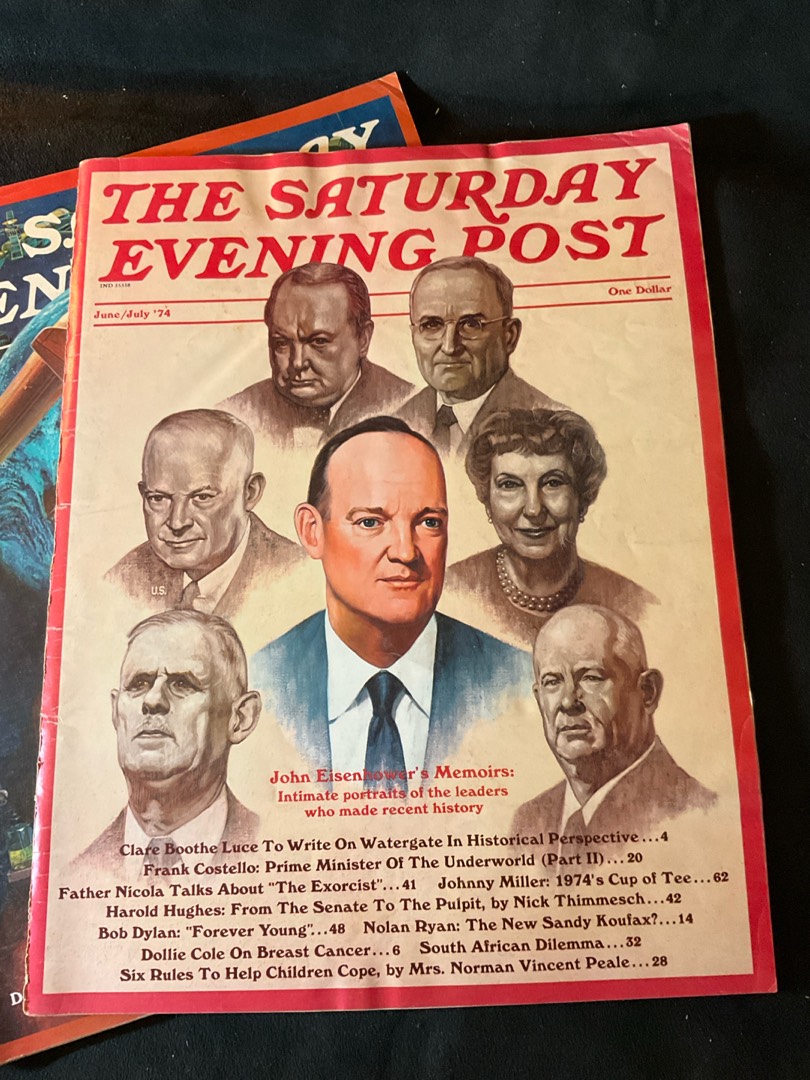 THE SATURDAY
EVENING POST
IND 35338
One Dollar
June/July '74
U.S.
John Eisenhower's Memoirs:
Intimate portraits of the leaders
who made recent history
Clare Boothe Luce To Write On Watergate In Historical Perspective...4
Frank Costello: Prime Minister Of The Underworld (Part II)...20
Father Nicola Talks About "The Exorcist"...41 Johnny Miller: 1974's Cup of Tee...62
Harold Hughes: From The Senate To The Pulpit, by Nick Thimmesch...42
Bob Dylan: "Forever Young"...48 Nolan Ryan: The New Sandy Koufax?...14
Dollie Cole On Breast Cancer...6 South African Dilemma...32
Six Rules To Help Children Cope, by Mrs. Norman Vincent Peale...28